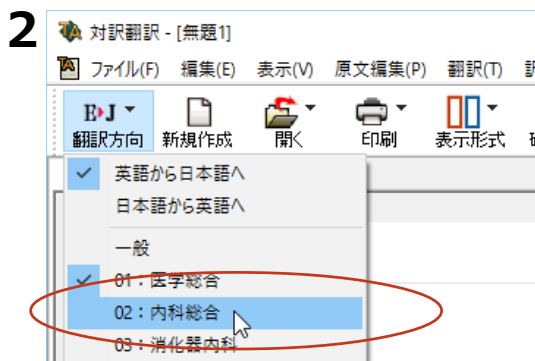 2
対訳翻訳 - [無題1]
ファイル(F) 編集(E) 表示(V) 原文編集(P) 翻訳(T)
E▸J
翻訳方向 新規作成 開く 印刷 表示形式
英語から日本語へ
日本語から英語へ
一般
01：医学総合
02：内科総合
03：消化器内科